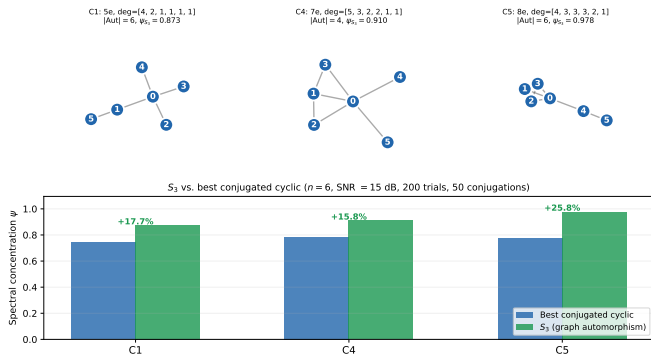 C1: 5e, deg=[4, 2, 1, 1, 1, 1]
|Aut| = 6, ψ_S₃ = 0.873
C4: 7e, deg=[5, 3, 2, 2, 1, 1]
|Aut| = 4, ψ_S₃ = 0.910
C5: 8e, deg=[4, 3, 3, 3, 2, 1]
|Aut| = 6, ψ_S₃ = 0.978
4
3
0
1
5
2
3
4
1
0
2
5
3
1
0
2
4
5
S₃ vs. best conjugated cyclic (n = 6, SNR = 15 dB, 200 trials, 50 conjugations)
Spectral concentration ψ
1.0
0.8
0.6
0.4
0.2
0.0
+17.7%
+15.8%
+25.8%
Best conjugated cyclic
S₃ (graph automorphism)
C1
C4
C5